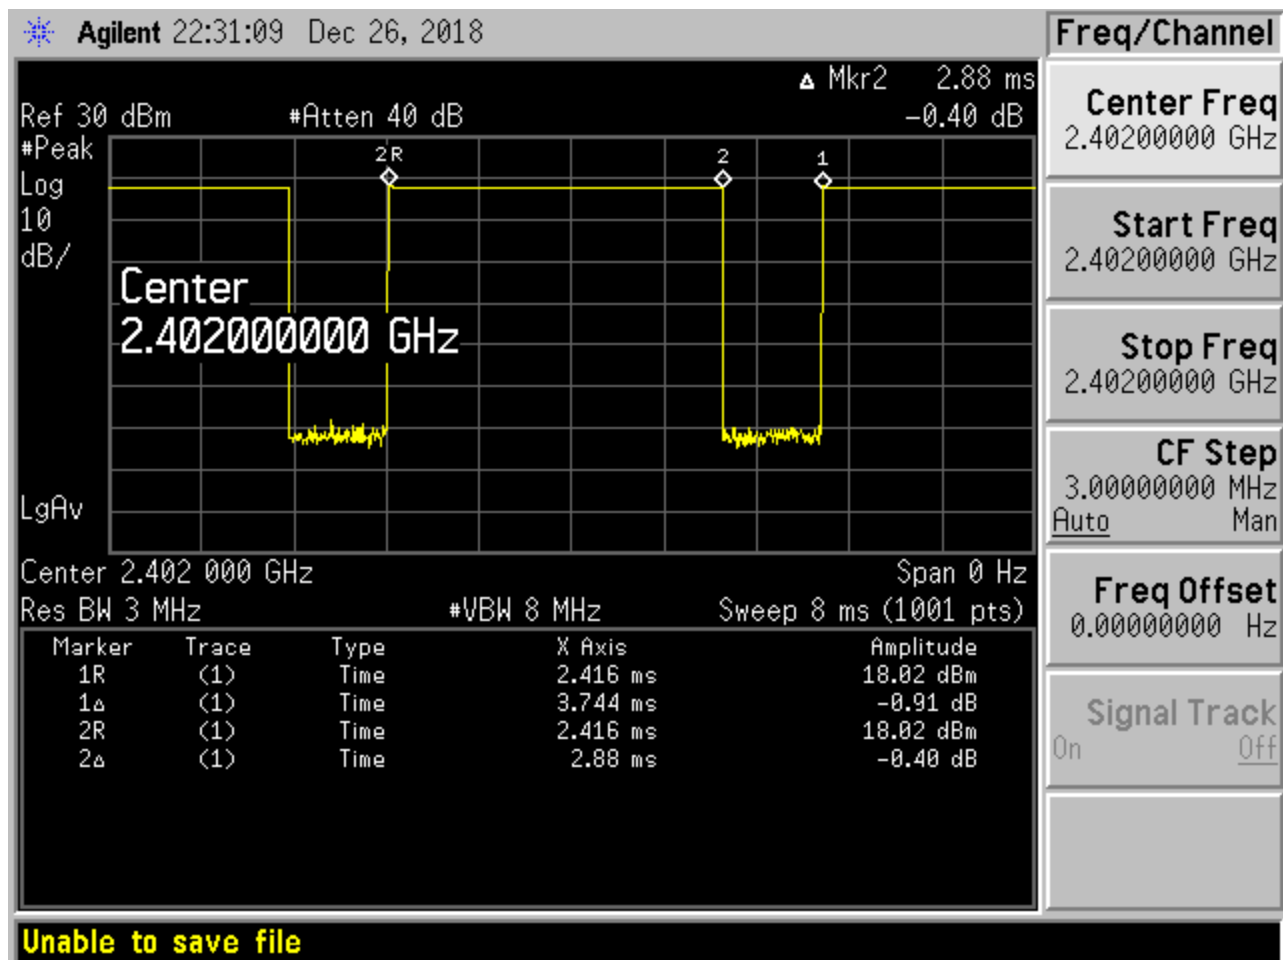 Agilent 22:31:09 Dec 26, 2018
Freq/Channel
Δ Mkr2 2.88 ms
Ref 30 dBm #Atten 40 dB -0.40 dB
#Peak
Log
10
dB/
2R 2 1
Center
2.402000000 GHz
LgAv
Center 2.402 000 GHz Span 0 Hz
Res BW 3 MHz #VBW 8 MHz Sweep 8 ms (1001 pts)
Marker Trace Type X Axis Amplitude
1R (1) Time 2.416 ms 18.02 dBm
1Δ (1) Time 3.744 ms -0.91 dB
2R (1) Time 2.416 ms 18.02 dBm
2Δ (1) Time 2.88 ms -0.40 dB
Center Freq
2.40200000 GHz
Start Freq
2.40200000 GHz
Stop Freq
2.40200000 GHz
CF Step
3.00000000 MHz
Auto Man
Freq Offset
0.00000000 Hz
Signal Track
On Off
Unable to save file